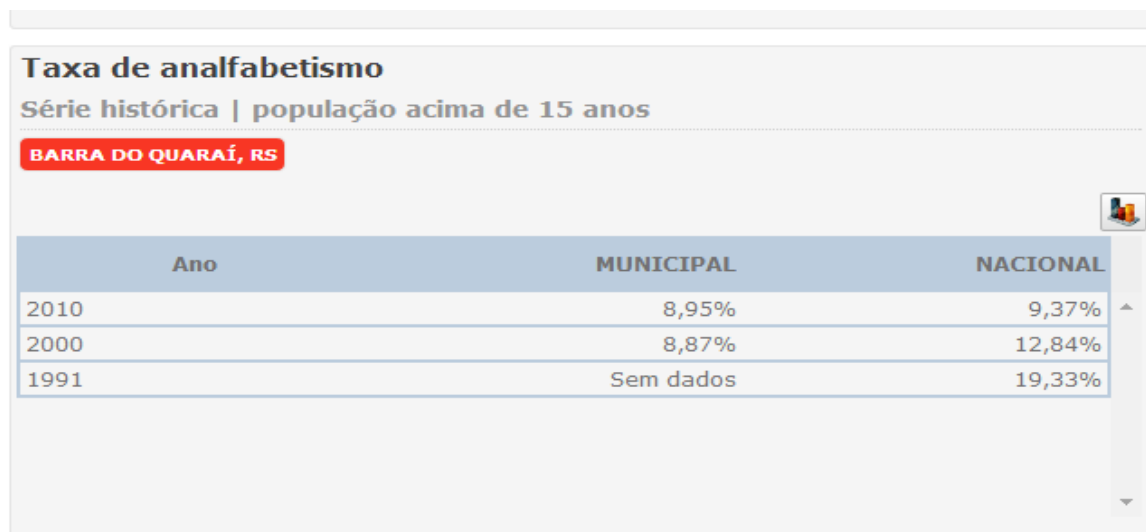 Taxa de analfabetismo
Série histórica | população acima de 15 anos
BARRA DO QUARAÍ, RS
Ano MUNICIPAL NACIONAL
2010 8,95% 9,37%
2000 8,87% 12,84%
1991 Sem dados 19,33%